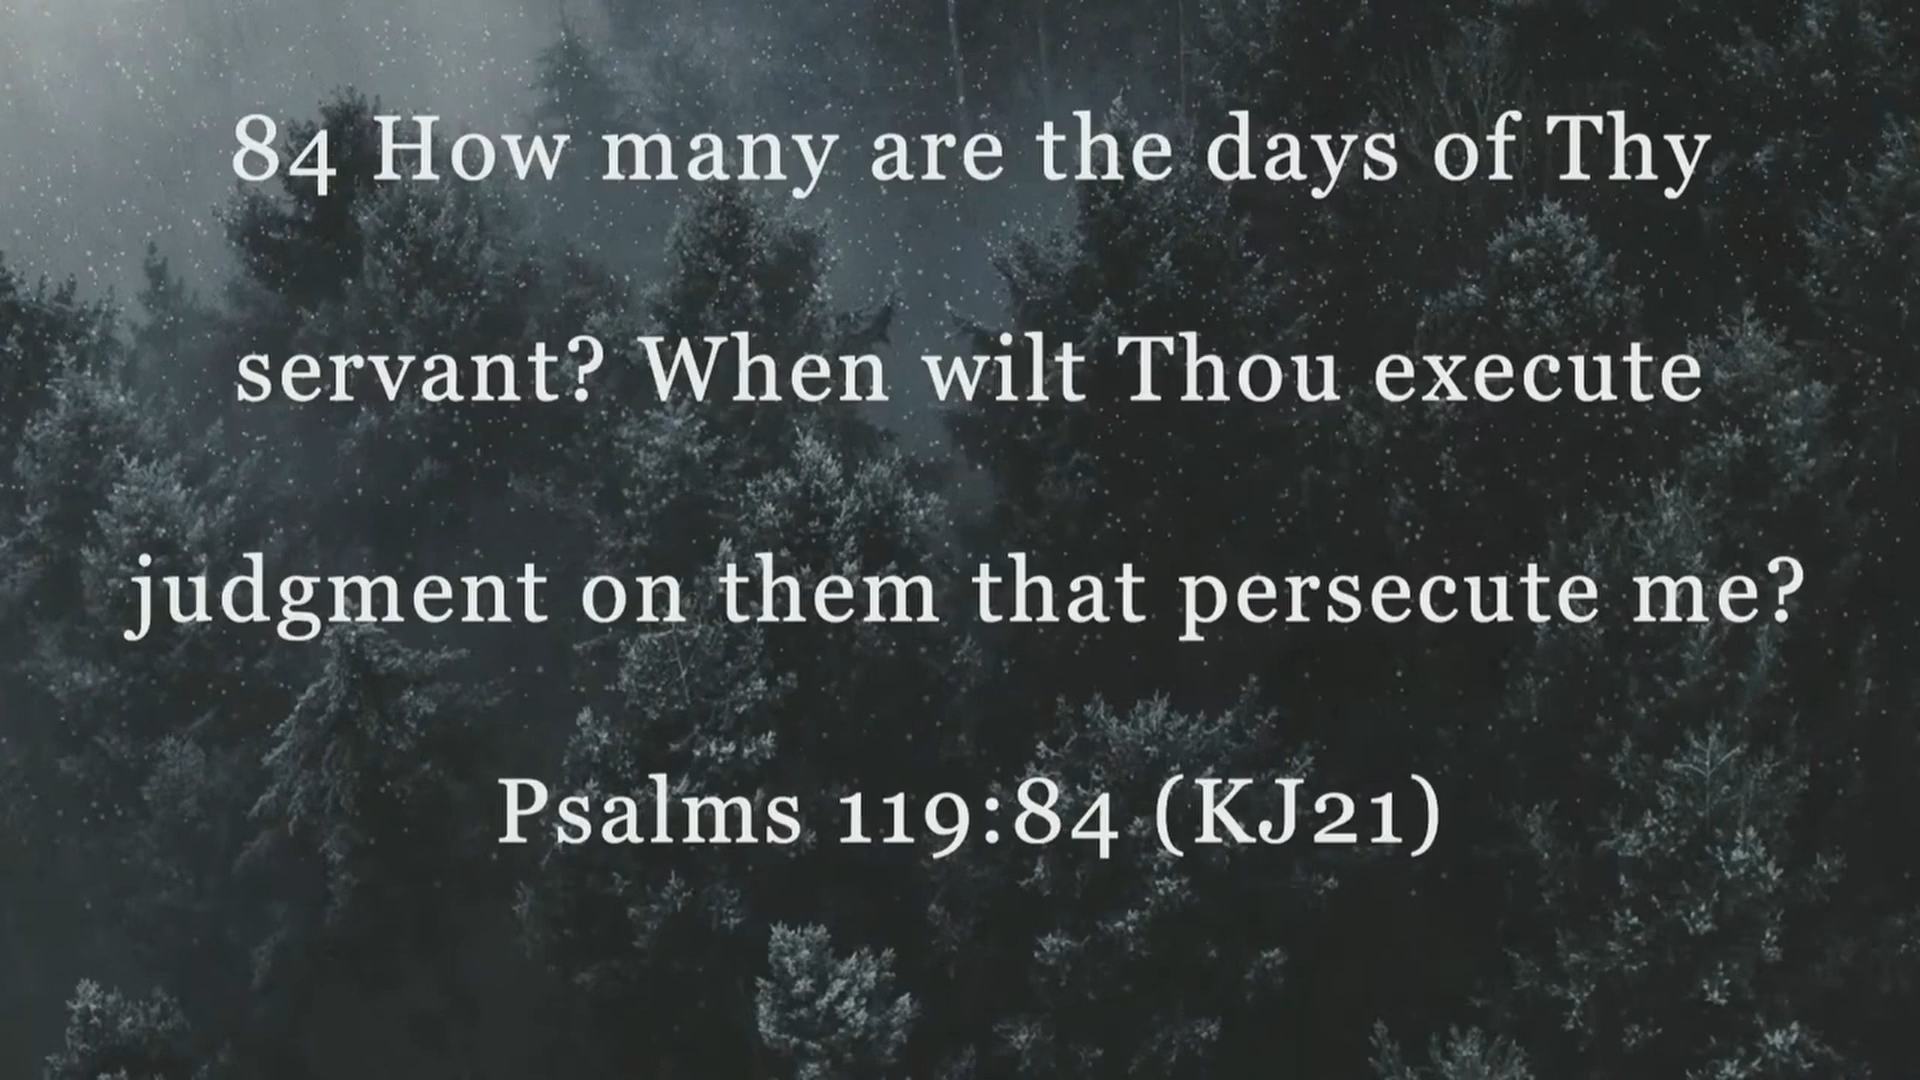 84 How many are the days of Thy
servant? When wilt Thou execute
judgment on them that persecute me?
Psalms 119:84 (KJ21)